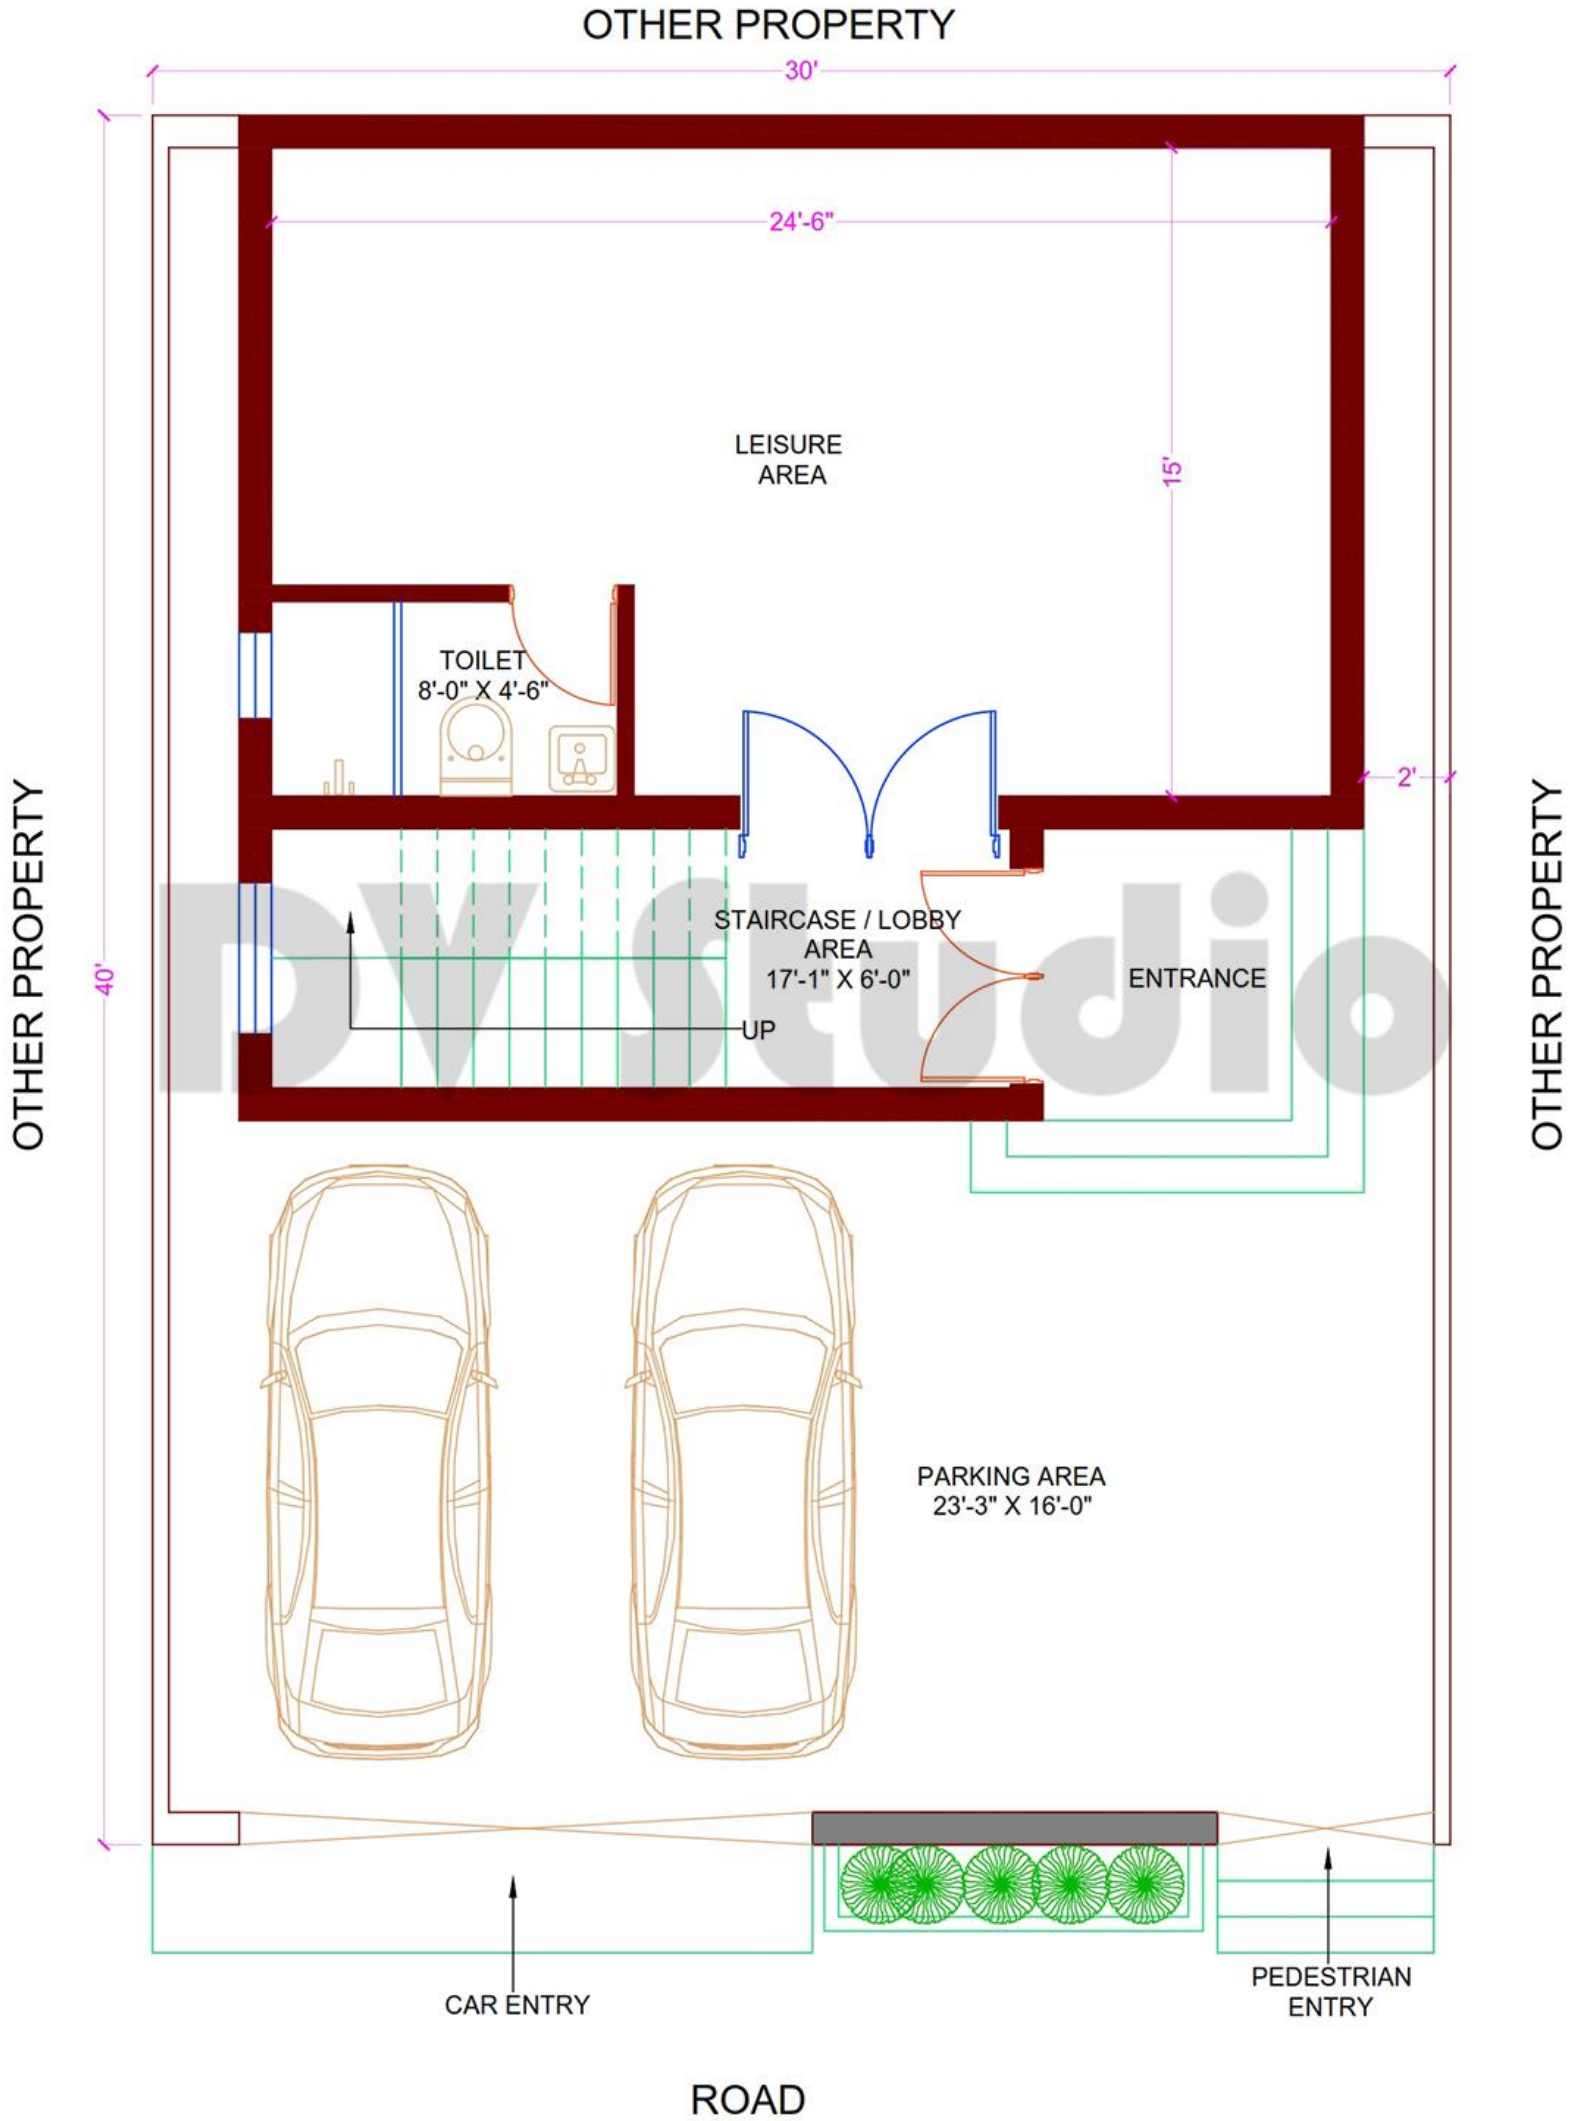 OTHER PROPERTY
30'
24'-6"
LEISURE
AREA
15'
TOILET
8'-0" X 4'-6"
2'
OTHER PROPERTY
40'
DV Studio
STAIRCASE / LOBBY
AREA
17'-1" X 6'-0"
ENTRANCE
UP
OTHER PROPERTY
PARKING AREA
23'-3" X 16'-0"
CAR ENTRY
PEDESTRIAN
ENTRY
ROAD